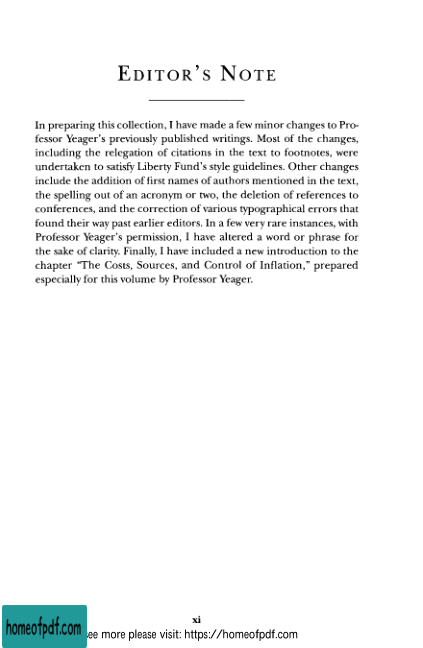 EDITOR'S NOTE
In preparing this collection, I have made a few minor changes to Pro-
fessor Yeager's previously published writings. Most of the changes,
including the relegation of citations in the text to footnotes, were
undertaken to satisfy Liberty Fund's style guidelines. Other changes
include the addition of first names of authors mentioned in the text,
the spelling out of an acronym or two, the deletion of references to
conferences, and the correction of various typographical errors that
found their way past earlier editors. In a few very rare instances, with
Professor Yeager's permission, I have altered a word or phrase for
the sake of clarity. Finally, I have included a new introduction to the
chapter "The Costs, Sources, and Control of Inflation," prepared
especially for this volume by Professor Yeager.
xi
homeofpdf.com
ee more please visit: https://homeofpdf.com